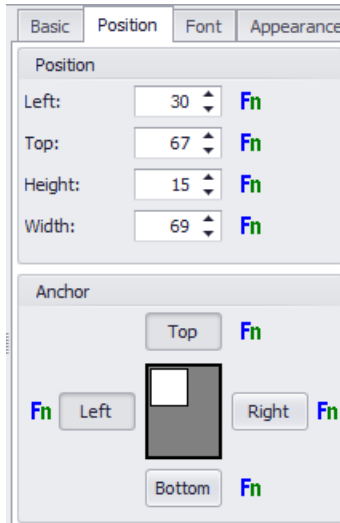 Basic Position Font Appearance
Position
Left: 30 Fn
Top: 67 Fn
Height: 15 Fn
Width: 69 Fn
Anchor
Top Fn
Fn Left Right Fn
Bottom Fn